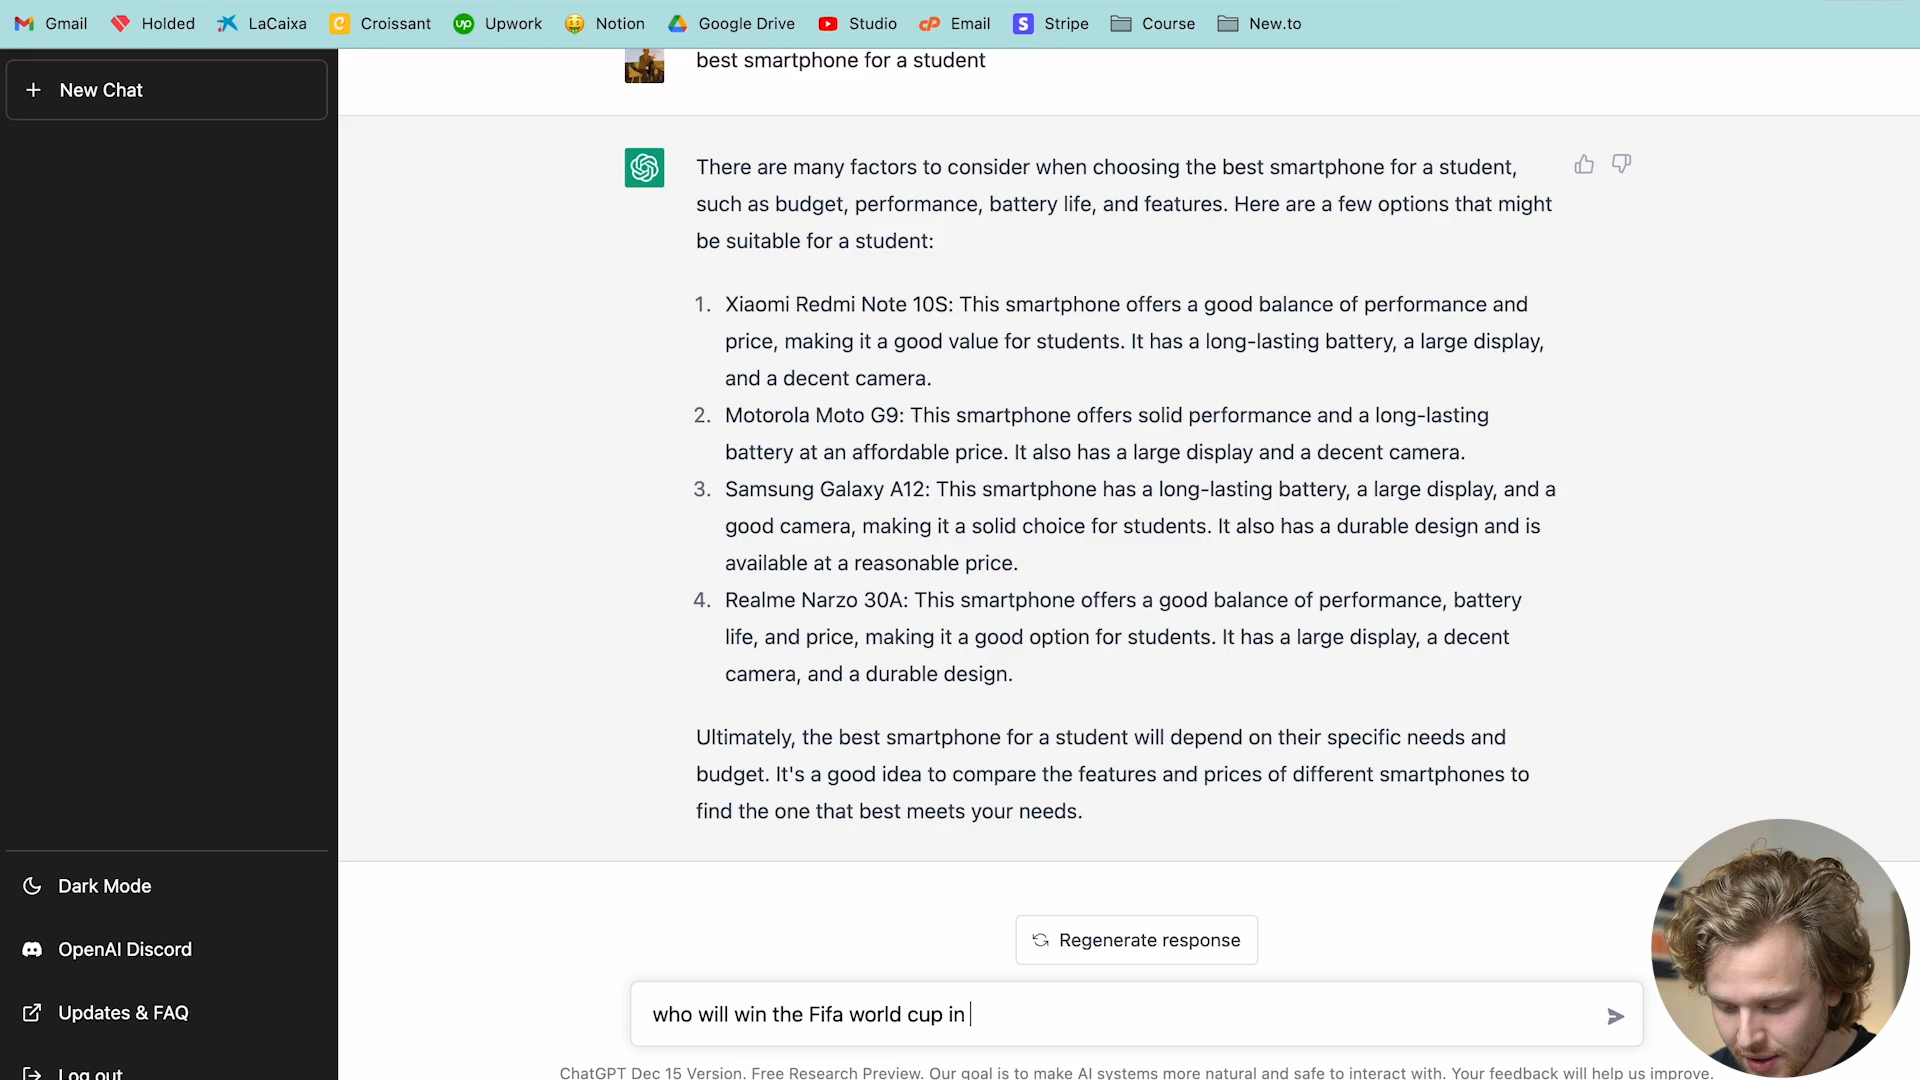 Gmail Holded LaCaixa Croissant Upwork Notion Google Drive Studio Email Stripe Course New.to
New Chat
best smartphone for a student
There are many factors to consider when choosing the best smartphone for a student,
such as budget, performance, battery life, and features. Here are a few options that might
be suitable for a student:
1. Xiaomi Redmi Note 10S: This smartphone offers a good balance of performance and
price, making it a good value for students. It has a long-lasting battery, a large display,
and a decent camera.
2. Motorola Moto G9: This smartphone offers solid performance and a long-lasting
battery at an affordable price. It also has a large display and a decent camera.
3. Samsung Galaxy A12: This smartphone has a long-lasting battery, a large display, and a
good camera, making it a solid choice for students. It also has a durable design and is
available at a reasonable price.
4. Realme Narzo 30A: This smartphone offers a good balance of performance, battery
life, and price, making it a good option for students. It has a large display, a decent
camera, and a durable design.
Ultimately, the best smartphone for a student will depend on their specific needs and
budget. It's a good idea to compare the features and prices of different smartphones to
find the one that best meets your needs.
Dark Mode
OpenAI Discord
Updates & FAQ
Log out
Regenerate response
who will win the Fifa world cup in
ChatGPT Dec 15 Version. Free Research Preview. Our goal is to make AI systems more natural and safe to interact with. Your feedback will help us improve.